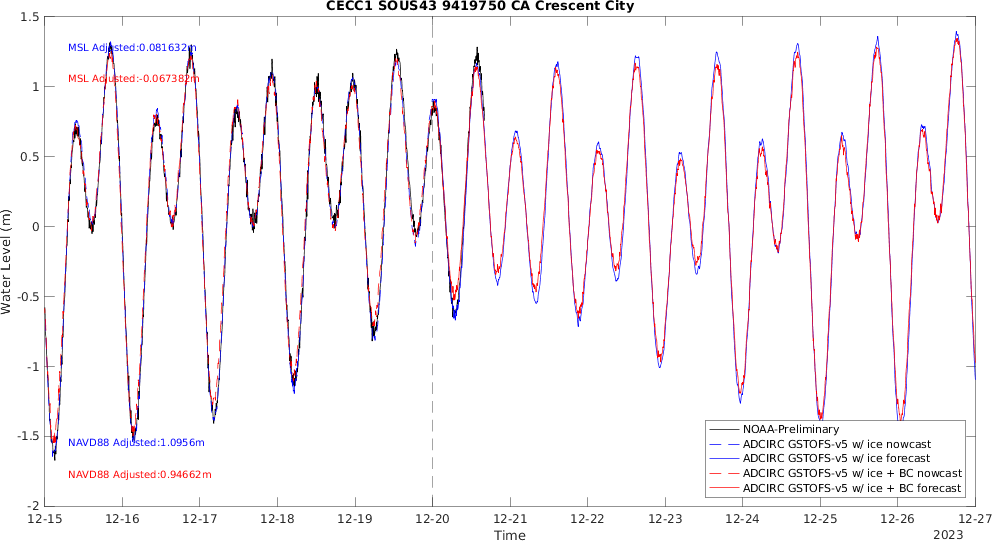 CECC1 SOUS43 9419750 CA Crescent City
1.5
1
0.5
0
-0.5
-1
-1.5
-2
Water Level (m)
MSL Adjusted:0.081632m
MSL Adjusted:-0.067382m
NAVD88 Adjusted:1.0956m
NAVD88 Adjusted:0.94662m
NOAA-Preliminary
ADCIRC GSTOFS-v5 w/ ice nowcast
ADCIRC GSTOFS-v5 w/ ice forecast
ADCIRC GSTOFS-v5 w/ ice + BC nowcast
ADCIRC GSTOFS-v5 w/ ice + BC forecast
12-15 12-16 12-17 12-18 12-19 12-20 12-21 12-22 12-23 12-24 12-25 12-26 12-27
Time
2023